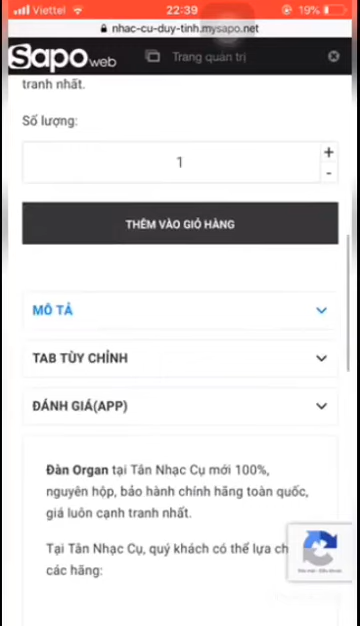 Viettel 22:39 19%
nhac-cu-duy-tinh.mysapo.net
Sapo web Trang quản trị
tranh nhất.
Số lượng:
1
+
-
THÊM VÀO GIỎ HÀNG
MÔ TẢ
TAB TÙY CHỈNH
ĐÁNH GIÁ(APP)
Đàn Organ tại Tân Nhạc Cụ mới 100%,
nguyên hộp, bảo hành chính hãng toàn quốc,
giá luôn cạnh tranh nhất.
Tại Tân Nhạc Cụ, quý khách có thể lựa ch
các hãng: